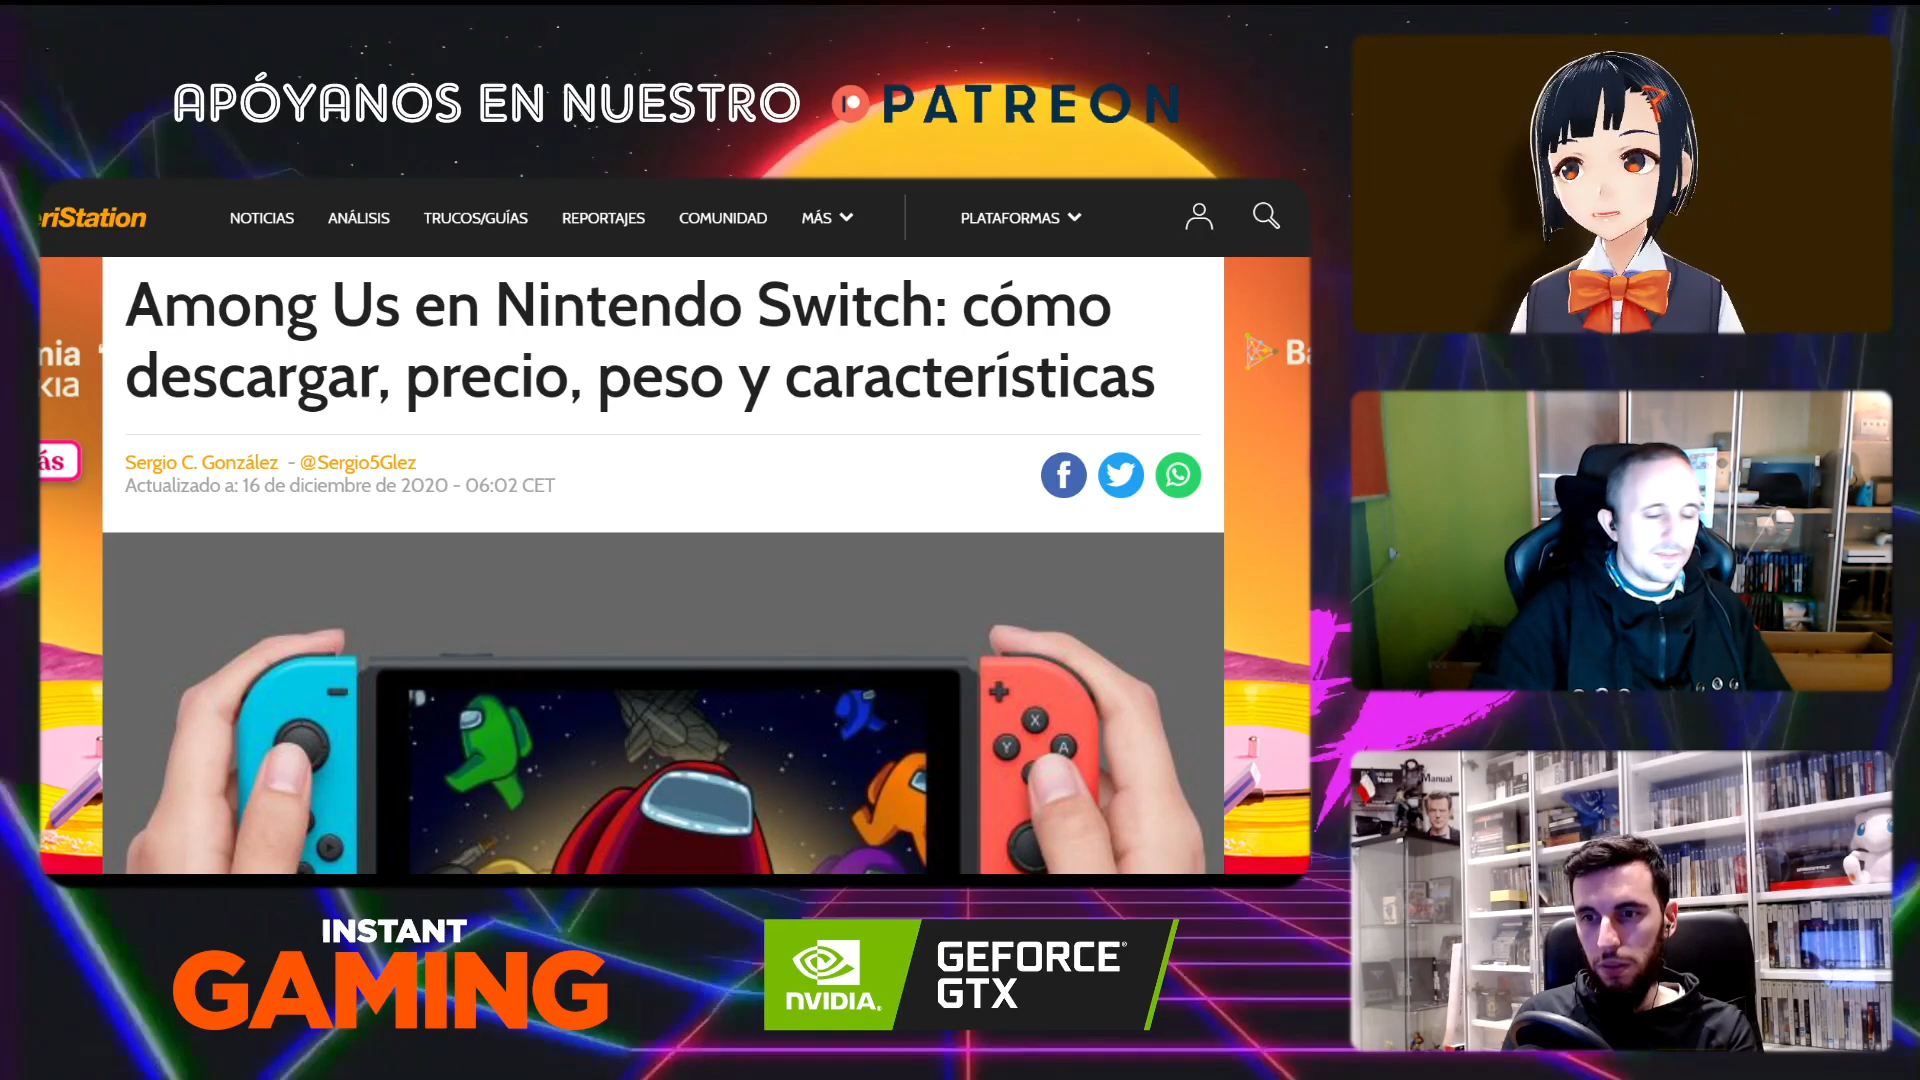 APÓYANOS EN NUESTRO PATREON
riStation NOTICIAS ANÁLISIS TRUCOS/GUÍAS REPORTAJES COMUNIDAD MÁS PLATAFORMAS
Among Us en Nintendo Switch: cómo
descargar, precio, peso y características
Sergio C. González - @Sergio5Glez
Actualizado a: 16 de diciembre de 2020 - 06:02 CET
X
Y A
INSTANT
GAMING
NVIDIA.
GEFORCE®
GTX
Manual